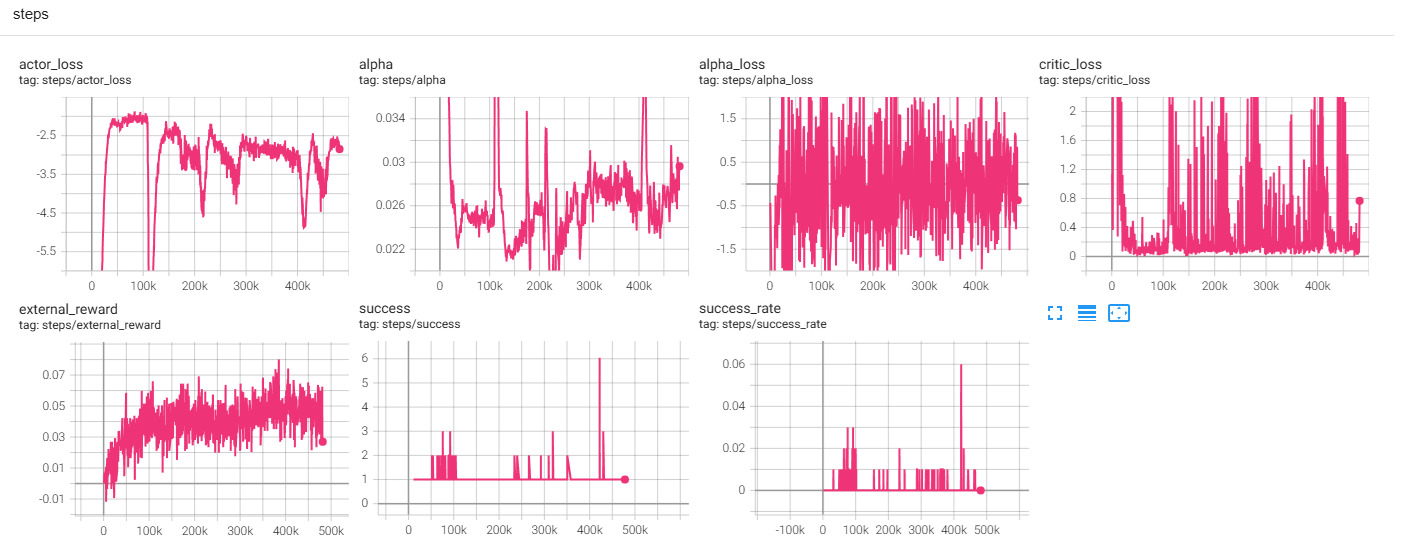 steps
actor_loss
tag: steps/actor_loss
-2.5
-3.5
-4.5
-5.5
0 100k 200k 300k 400k
alpha
tag: steps/alpha
0.034
0.03
0.026
0.022
0 100k 200k 300k 400k
alpha_loss
tag: steps/alpha_loss
1.5
0.5
-0.5
-1.5
0 100k 200k 300k 400k
critic_loss
tag: steps/critic_loss
2
1.6
1.2
0.8
0.4
0
0 100k 200k 300k 400k
external_reward
tag: steps/external_reward
0.07
0.05
0.03
0.01
-0.01
0 100k 200k 300k 400k 500k
success
tag: steps/success
6
5
4
3
2
1
0
0 100k 200k 300k 400k 500k
success_rate
tag: steps/success_rate
0.06
0.04
0.02
0
-100k 0 100k 200k 300k 400k 500k